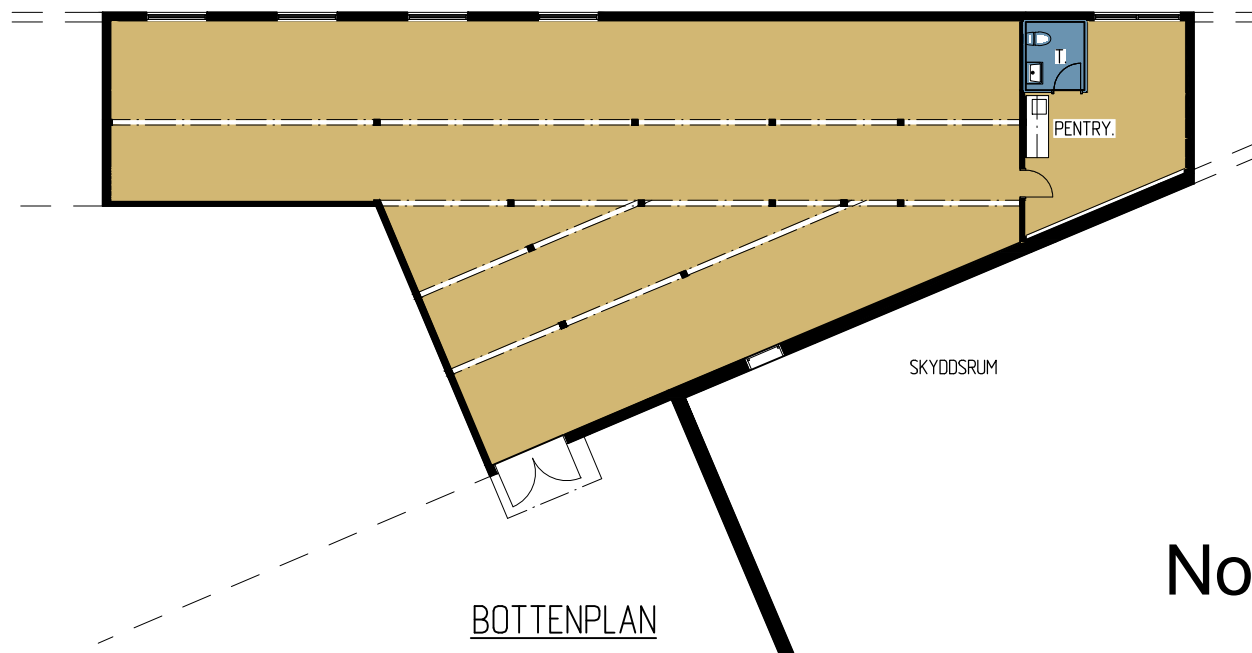 T.
PENTRY.
SKYDDSRUM
No
BOTTENPLAN